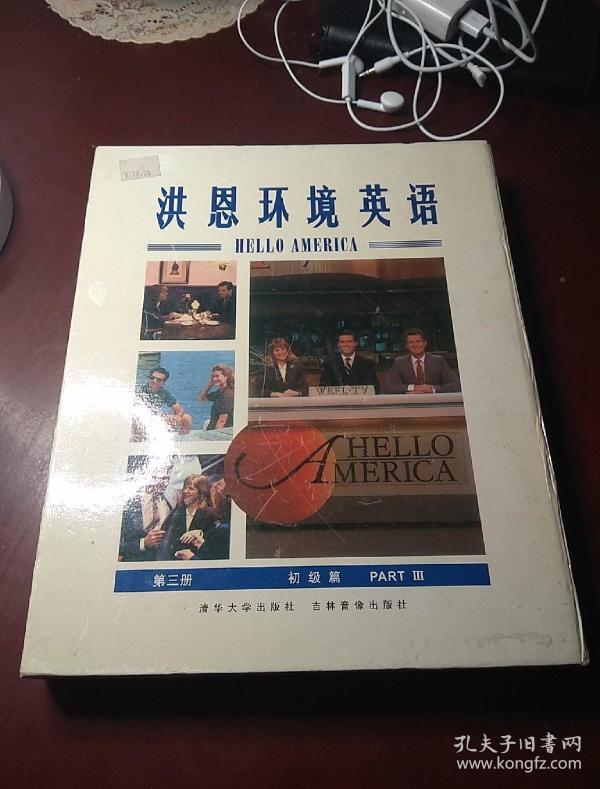 洪恩环境英语
HELLO AMERICA
WEFL-TV
HELLO
AMERICA
第三册 初级篇 PART III
清华大学出版社 吉林音像出版社
孔夫子旧书网
www.kongfz.com